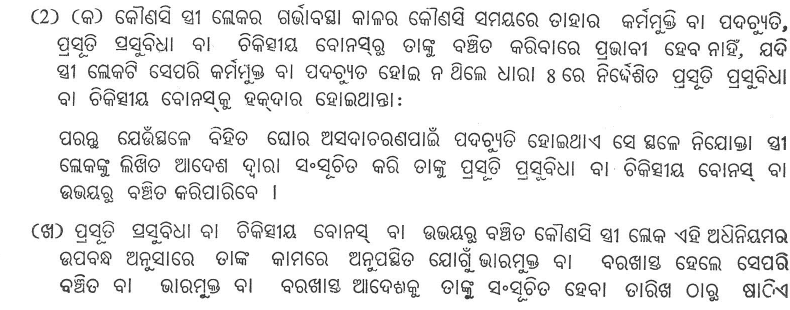 (2) (କ) କୌଣସି ସ୍ତ୍ରୀ ଲୋକର ଗର୍ଭାବସ୍ଥା କାଳର କୌଣସି ସମୟରେ ତାହାର କର୍ମମୁକ୍ତି ବା ପଦଚ୍ୟୁତି,
ପ୍ରସୂତି ପ୍ରସୁବିଧା ବା ଚିକିତ୍ସୀୟ ବୋନସ୍‌ରୁ ତାଙ୍କୁ ବଞ୍ଚିତ କରିବାରେ ପ୍ରଭାବୀ ହେବ ନାହିଁ, ଯଦି
ସ୍ତ୍ରୀ ଲୋକଟି ସେପରି କର୍ମମୁକ୍ତ ବା ପଦଚ୍ୟୁତ ହୋଇ ନ ଥିଲେ ଧାରା 8 ରେ ନିର୍ଦ୍ଦେଶିତ ପ୍ରସୂତି ପ୍ରସୁବିଧା
ବା ଚିକିତ୍ସୀୟ ବୋନସ୍‌କୁ ହକ୍‌ଦାର ହୋଇଥାନ୍ତା :
ପରନ୍ତୁ ଯେଉଁସ୍ଥଳେ ବିହିତ ଘୋର ଅସଦାଚରଣପାଇଁ ପଦଚ୍ୟୁତି ହୋଇଥାଏ ସେ ସ୍ଥଳେ ନିଯୋକ୍ତା ସ୍ତ୍ରୀ
ଲୋକଙ୍କୁ ଲିଖିତ ଆଦେଶ ଦ୍ୱାରା ସଂସୂଚିତ କରି ତାଙ୍କୁ ପ୍ରସୂତି ପ୍ରସୁବିଧା ବା ଚିକିତ୍ସୀୟ ବୋନସ୍ ବା
ଉଭୟରୁ ବଞ୍ଚିତ କରିପାରିବେ ।
(ଖ) ପ୍ରସୂତି ପ୍ରସୁବିଧା ବା ଚିକିତ୍ସୀୟ ବୋନସ୍ ବା ଉଭୟରୁ ବଞ୍ଚିତ କୌଣସି ସ୍ତ୍ରୀ ଲୋକ ଏହି ଅଧିନିୟମର
ଉପବନ୍ଧ ଅନୁସାରେ ତାଙ୍କ କାମରେ ଅନୁପସ୍ଥିତ ଯୋଗୁଁ ଭାରମୁକ୍ତ ବା ବରଖାସ୍ତ ହେଲେ ସେପରି
ବଞ୍ଚିତ ବା ଭାରମୁକ୍ତ ବା ବରଖାସ୍ତ ଆଦେଶକୁ ତାଙ୍କୁ ସଂସୂଚିତ ହେବା ତାରିଖ ଠାରୁ ଷାଠିଏ